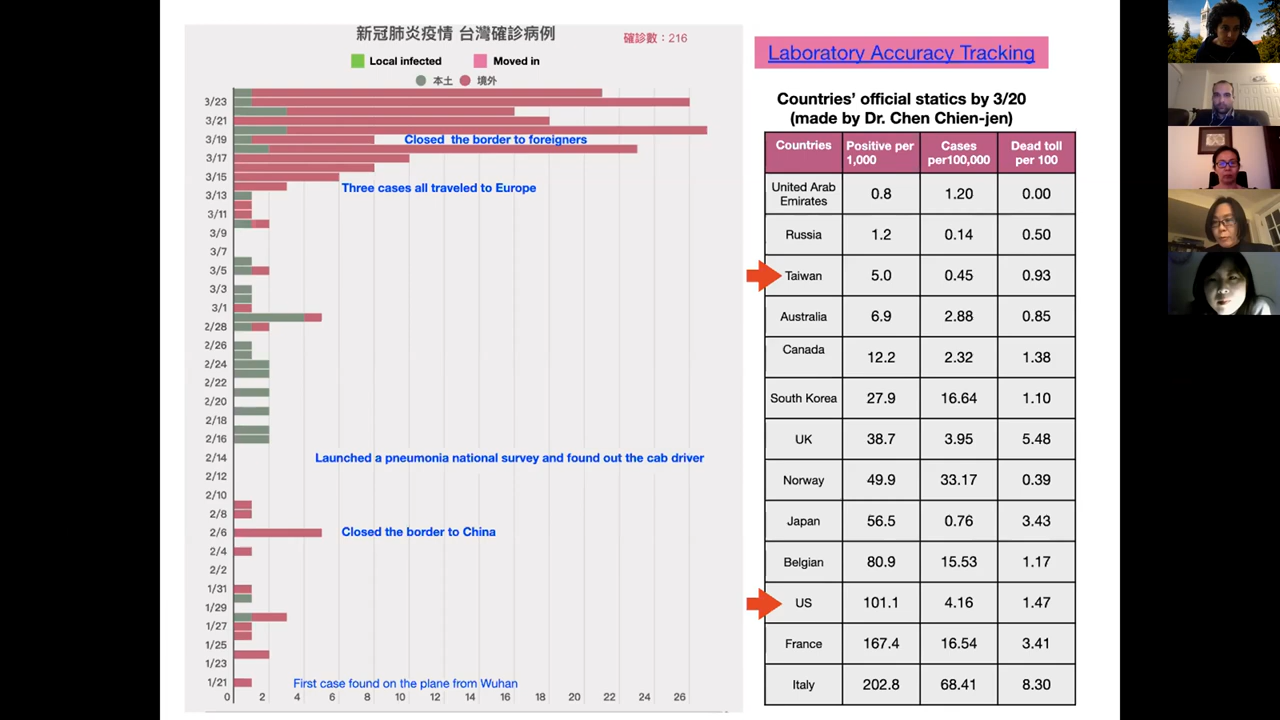 新冠肺炎疫情 台灣確診病例
確診數：216
Local infected
Moved in
本土
境外
3/23
3/21
3/19
Closed the border to foreigners
3/17
3/15
Three cases all traveled to Europe
3/13
3/11
3/9
3/7
3/5
3/3
3/1
2/28
2/26
2/24
2/22
2/20
2/18
2/16
2/14
Launched a pneumonia national survey and found out the cab driver
2/12
2/10
2/8
2/6
Closed the border to China
2/4
2/2
1/31
1/29
1/27
1/25
1/23
1/21
First case found on the plane from Wuhan
0 2 4 6 8 10 12 14 16 18 20 22 24 26
Laboratory Accuracy Tracking
Countries’ official statics by 3/20
(made by Dr. Chen Chien-jen)
Countries Positive per 1,000 Cases per100,000 Dead toll per 100
United Arab Emirates 0.8 1.20 0.00
Russia 1.2 0.14 0.50
Taiwan 5.0 0.45 0.93
Australia 6.9 2.88 0.85
Canada 12.2 2.32 1.38
South Korea 27.9 16.64 1.10
UK 38.7 3.95 5.48
Norway 49.9 33.17 0.39
Japan 56.5 0.76 3.43
Belgian 80.9 15.53 1.17
US 101.1 4.16 1.47
France 167.4 16.54 3.41
Italy 202.8 68.41 8.30